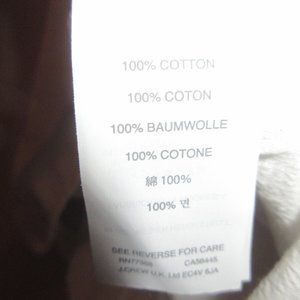 100% COTTON
100% COTON
100% BAUMWOLLE
100% COTONE
綿 100%
100% 면
SEE REVERSE FOR CARE
RN77388 CA56445
J.CREW U.K. Ltd EC4V 6JA